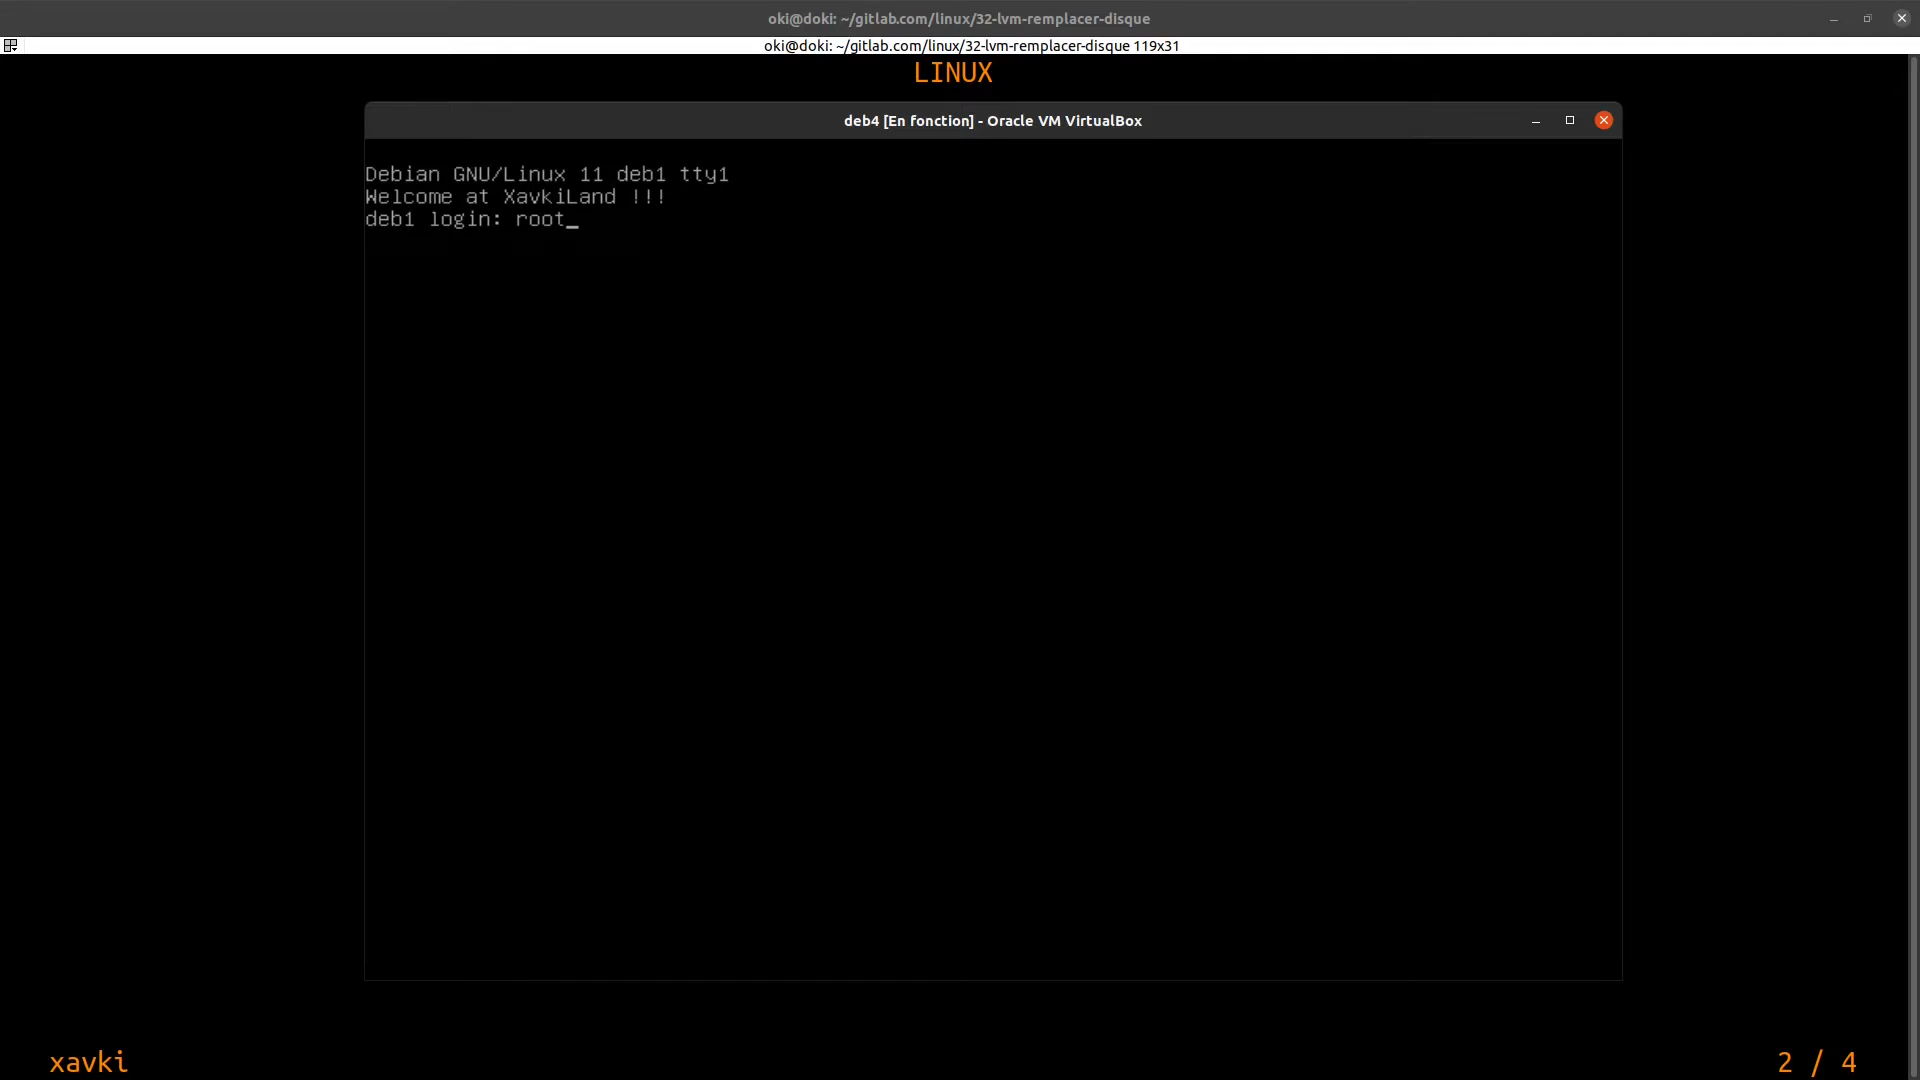 oki@doki: ~/gitlab.com/linux/32-lvm-remplacer-disque
oki@doki: ~/gitlab.com/linux/32-lvm-remplacer-disque 119x31
LINUX
deb4 [En fonction] - Oracle VM VirtualBox
Debian GNU/Linux 11 deb1 tty1
Welcome at XavkiLand !!!
deb1 login: root_
xavki
2 / 4